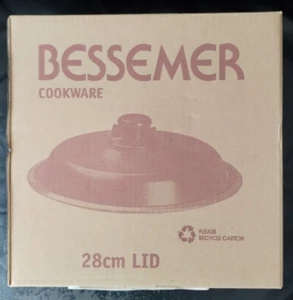 BESSEMER
COOKWARE
PLEASE
RECYCLE CARTON
28cm LID